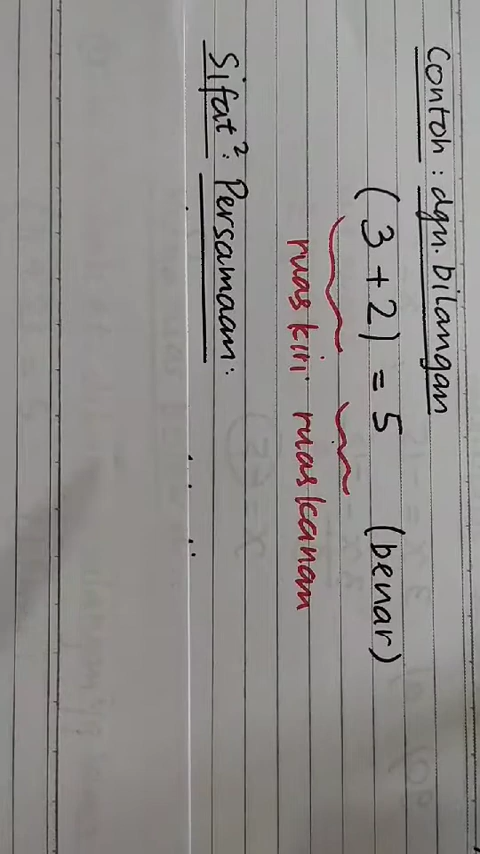 Contoh : dgn. bilangan
(3 + 2) = 5 (benar)
ruas kiri ruas kanan
Sifat²: Persamaan: